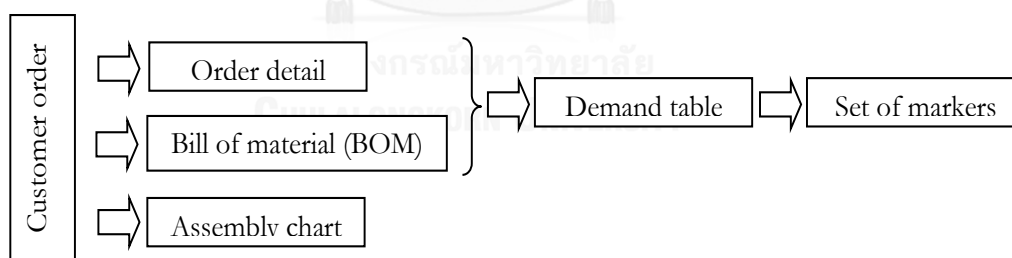 Customer order
Order detail
Bill of material (BOM)
Assembly chart
Demand table
Set of markers